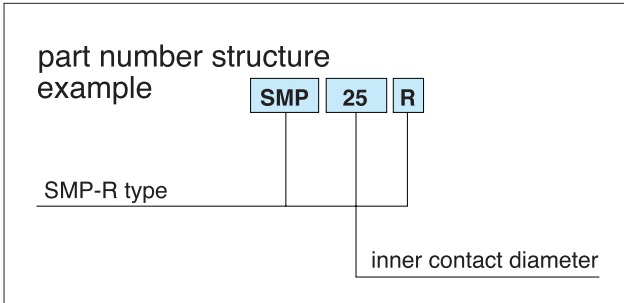 part number structure
example
SMP 25 R
SMP-R type
inner contact diameter